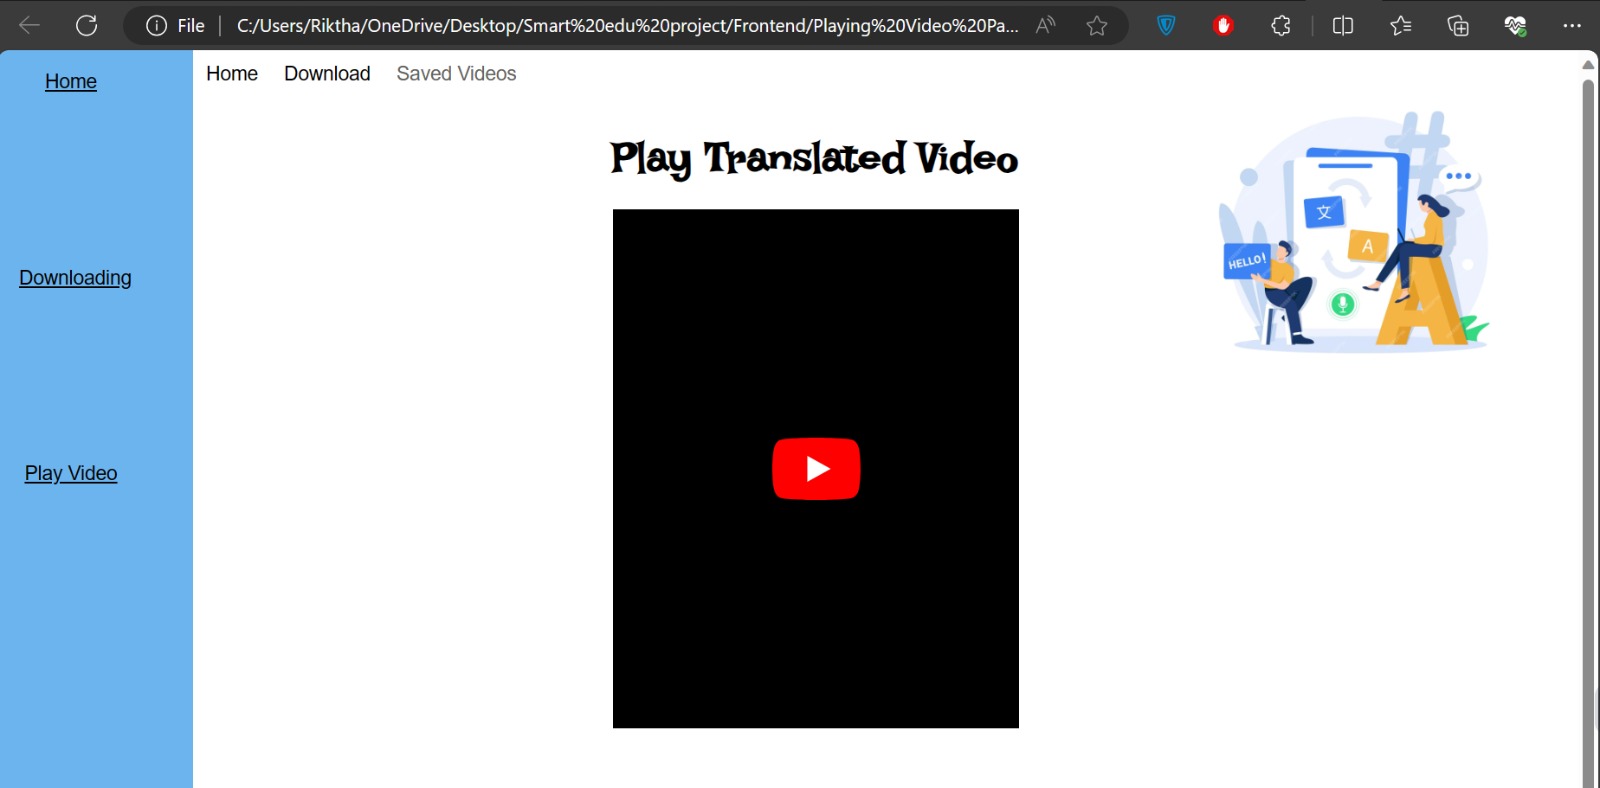 File C:/Users/Riktha/OneDrive/Desktop/Smart%20edu%20project/Frontend/Playing%20Video%20Pa... A
Home
Home Download Saved Videos
Play Translated Video
文
A
HELLO!
Downloading
Play Video